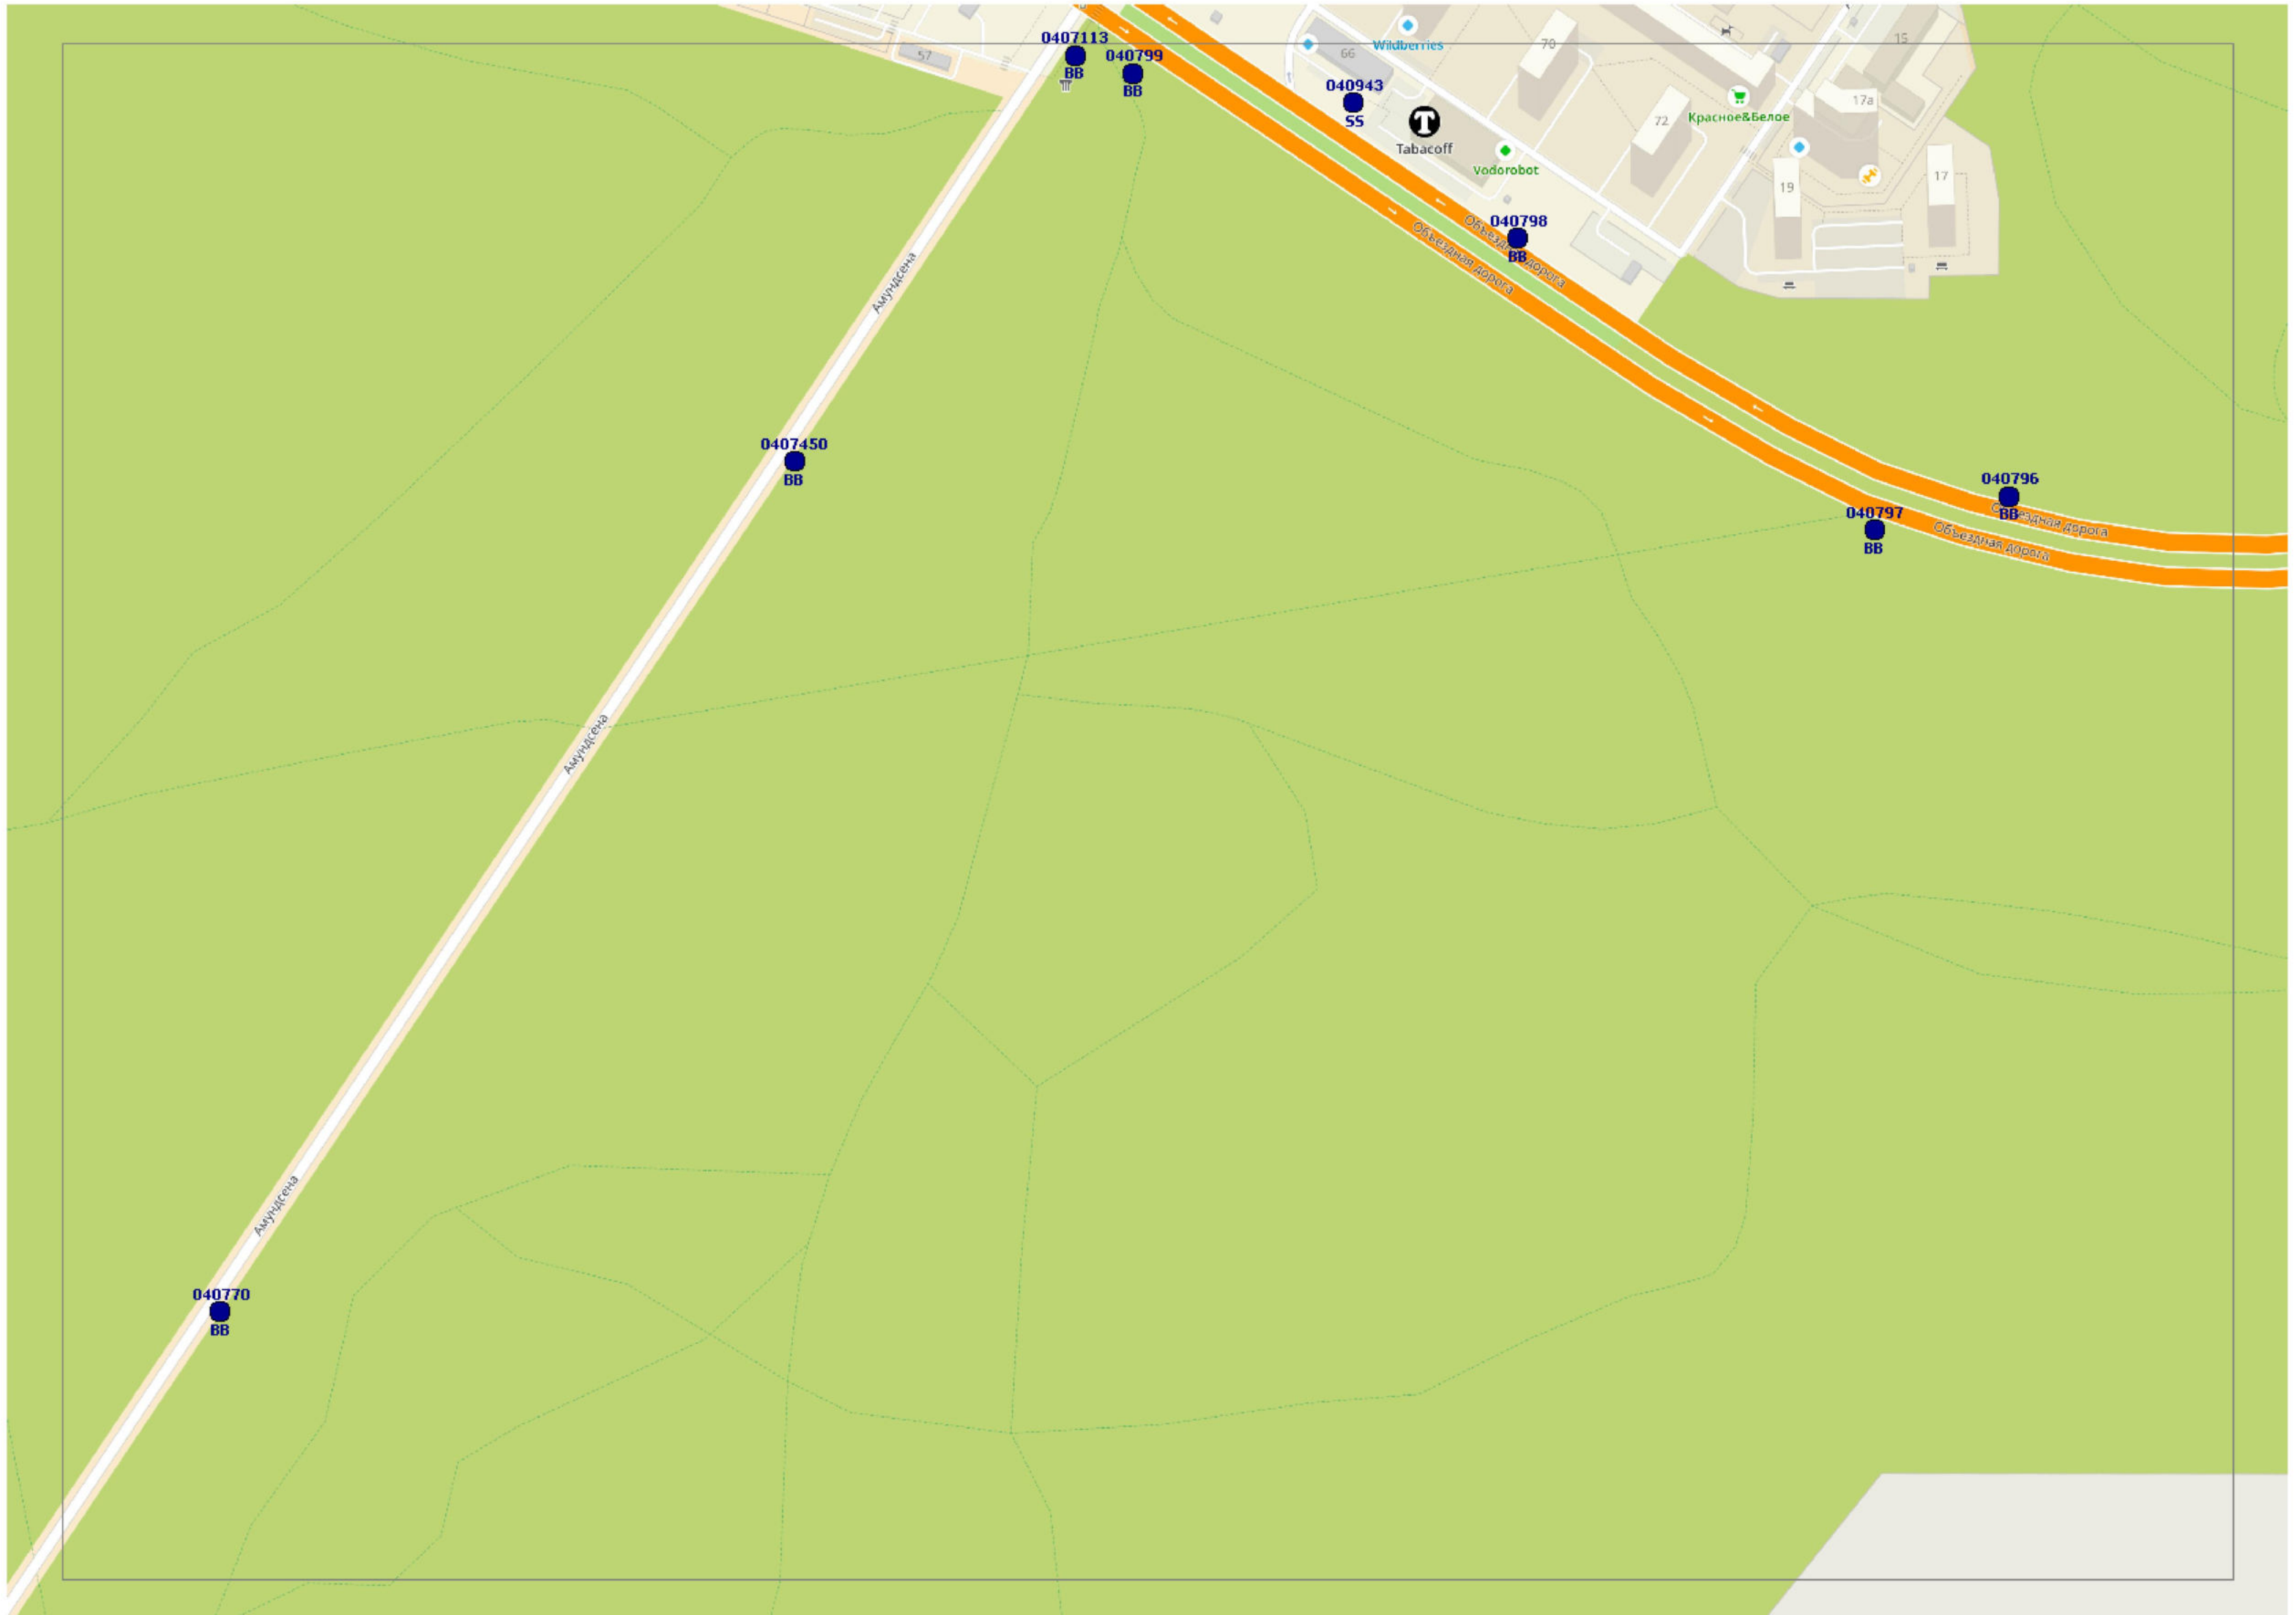 0407113
BB
040799
BB
57
66
Wildberries
70
15
040943
SS
Tabacoff
Vodorobot
72
Красное&Белое
17а
19
17
040798
BB
Объездная дорога
Объездная дорога
Амундсена
0407450
BB
040796
BB
Объездная дорога
040797
BB
Объездная дорога
Амундсена
Амундсена
040770
BB